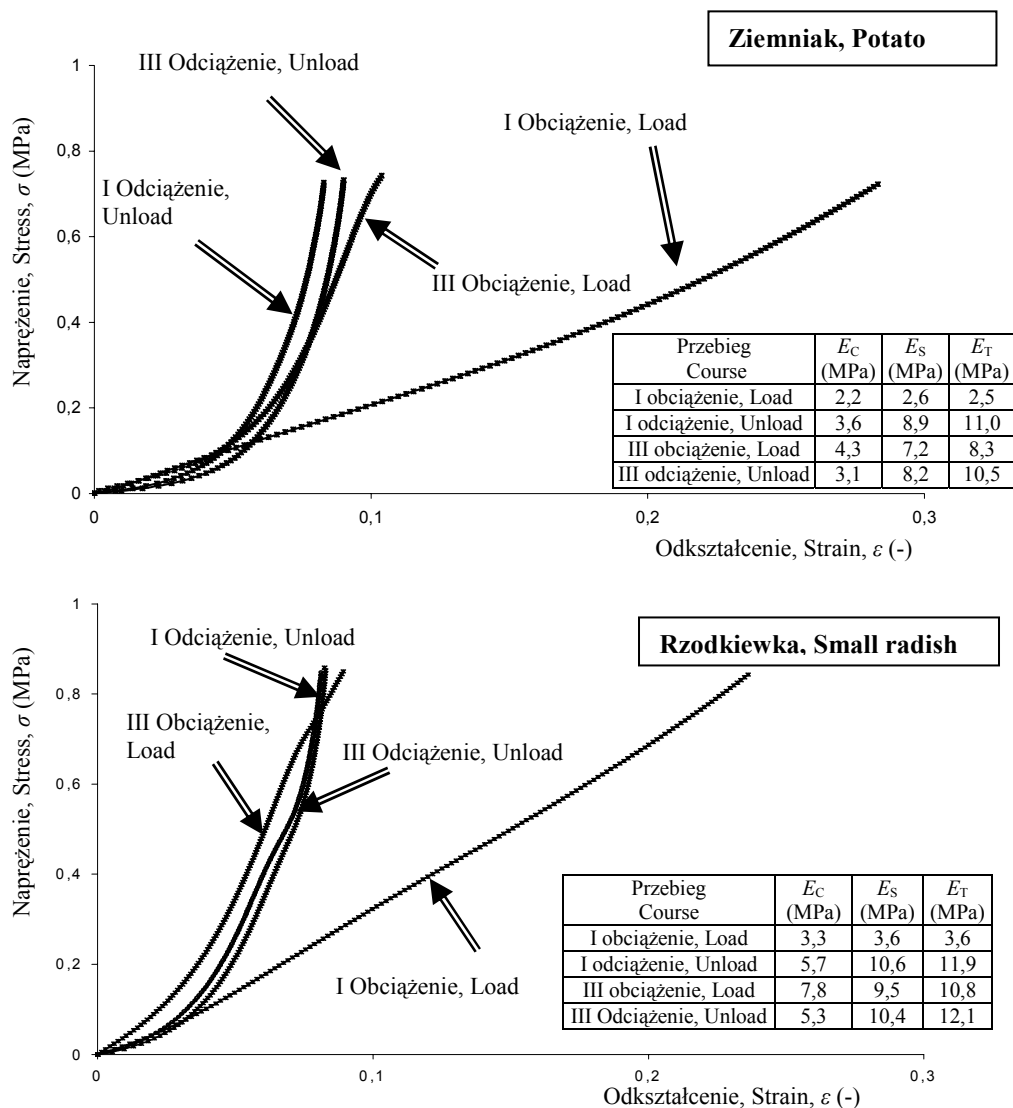 Ziemniak, Potato
III Odciążenie, Unload
I Obciążenie, Load
I Odciążenie,
Unload
III Obciążenie, Load
Naprężenie, Stress, σ (MPa)
1
0,8
0,6
0,4
0,2
0
0
0,1
0,2
0,3
Odkształcenie, Strain, ε (-)
Przebieg E_C E_S E_T
Course (MPa) (MPa) (MPa)
I obciążenie, Load 2,2 2,6 2,5
I odciążenie, Unload 3,6 8,9 11,0
III obciążenie, Load 4,3 7,2 8,3
III odciążenie, Unload 3,1 8,2 10,5
Rzodkiewka, Small radish
I Odciążenie, Unload
III Obciążenie,
Load
III Odciążenie, Unload
I Obciążenie, Load
Naprężenie, Stress, σ (MPa)
1
0,8
0,6
0,4
0,2
0
0
0,1
0,2
0,3
Odkształcenie, Strain, ε (-)
Przebieg E_C E_S E_T
Course (MPa) (MPa) (MPa)
I obciążenie, Load 3,3 3,6 3,6
I odciążenie, Unload 5,7 10,6 11,9
III obciążenie, Load 7,8 9,5 10,8
III Odciążenie, Unload 5,3 10,4 12,1